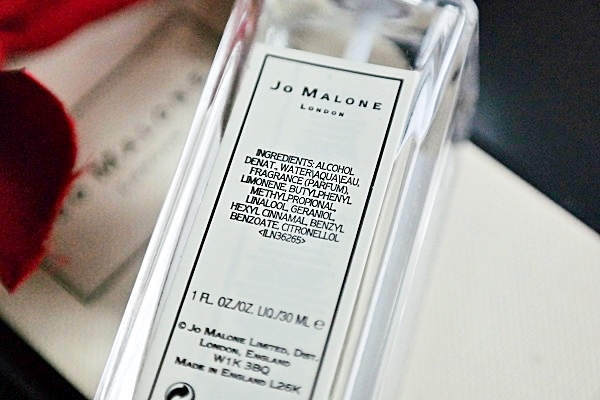 JO MALONE
LONDON
INGREDIENTS: ALCOHOL
DENAT., WATER\AQUA\EAU,
FRAGRANCE (PARFUM),
LIMONENE, BUTYLPHENYL
METHYLPROPIONAL,
LINALOOL, GERANIOL,
HEXYL CINNAMAL, BENZYL
BENZOATE, CITRONELLOL
<ILN36265>
1 FL. OZ./OZ. LIQ./30 ML ℮
© JO MALONE LIMITED, DIST.
LONDON, ENGLAND
W1K 3BQ
MADE IN ENGLAND L26K